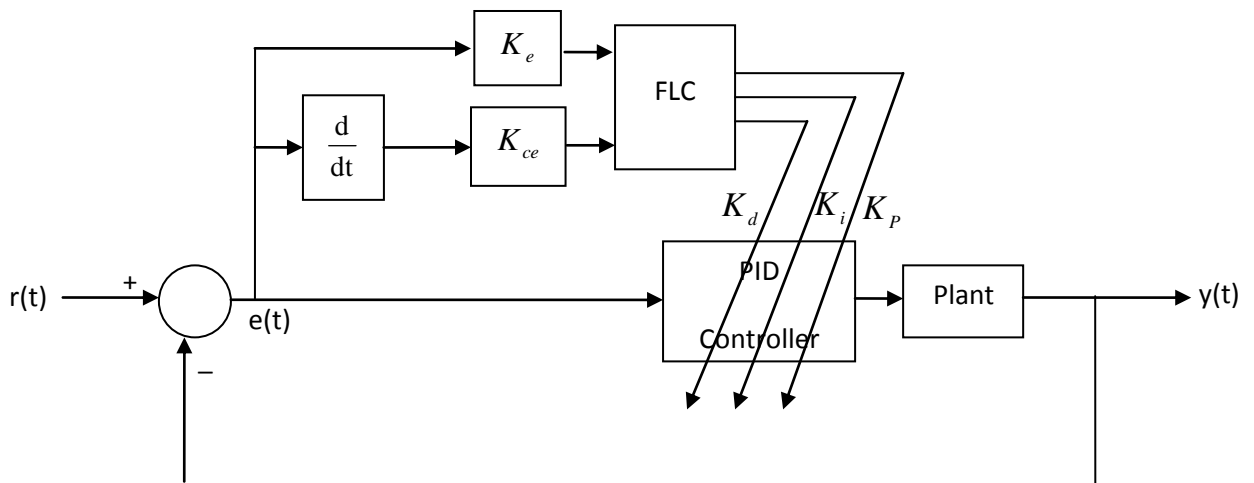 K_e
FLC
d
dt
K_ce
K_d
K_i
K_P
PID
Controller
Plant
r(t)
+
e(t)
−
y(t)